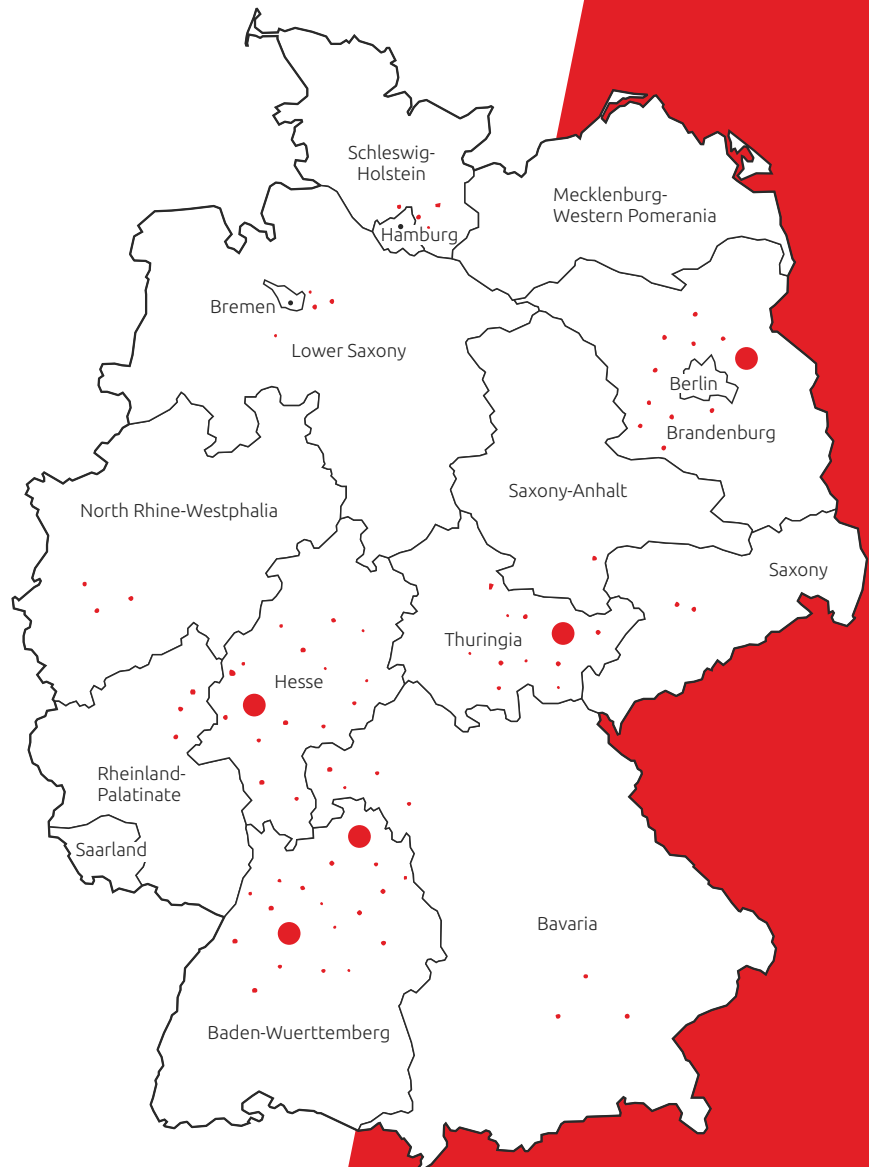 Schleswig-
Holstein
Mecklenburg-
Western Pomerania
Hamburg
Bremen
Lower Saxony
Berlin
Brandenburg
Saxony-Anhalt
North Rhine-Westphalia
Saxony
Thuringia
Hesse
Rheinland-
Palatinate
Saarland
Bavaria
Baden-Wuerttemberg